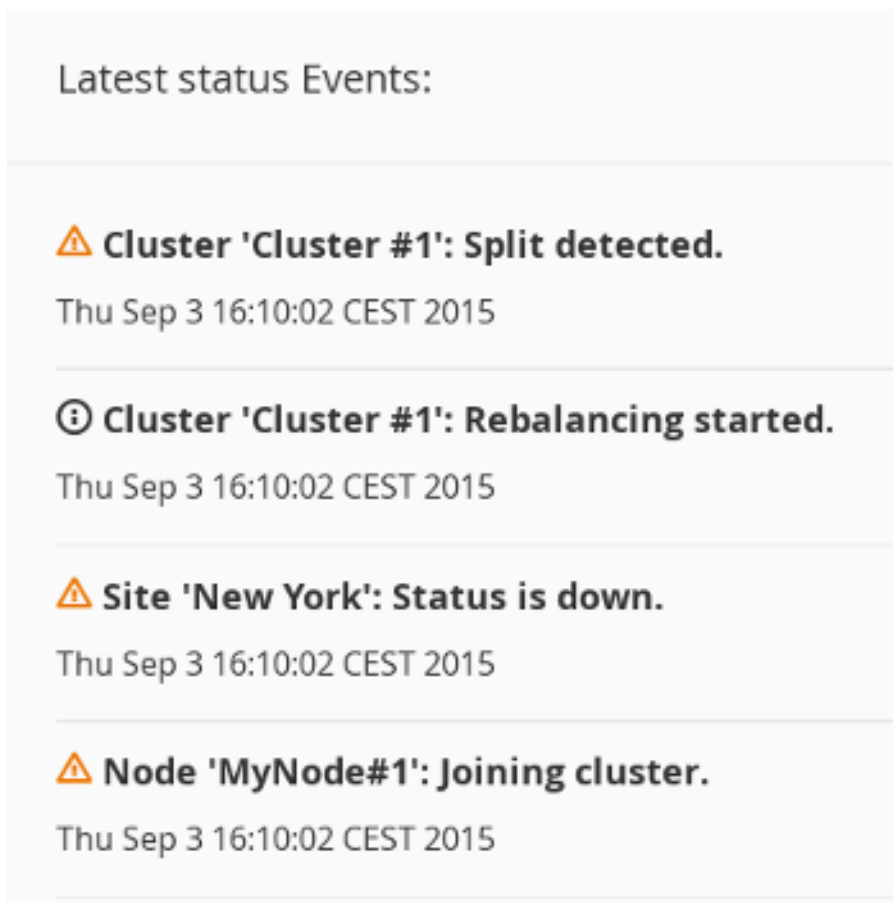 Latest status Events:
Cluster 'Cluster #1': Split detected.
Thu Sep 3 16:10:02 CEST 2015
Cluster 'Cluster #1': Rebalancing started.
Thu Sep 3 16:10:02 CEST 2015
Site 'New York': Status is down.
Thu Sep 3 16:10:02 CEST 2015
Node 'MyNode#1': Joining cluster.
Thu Sep 3 16:10:02 CEST 2015